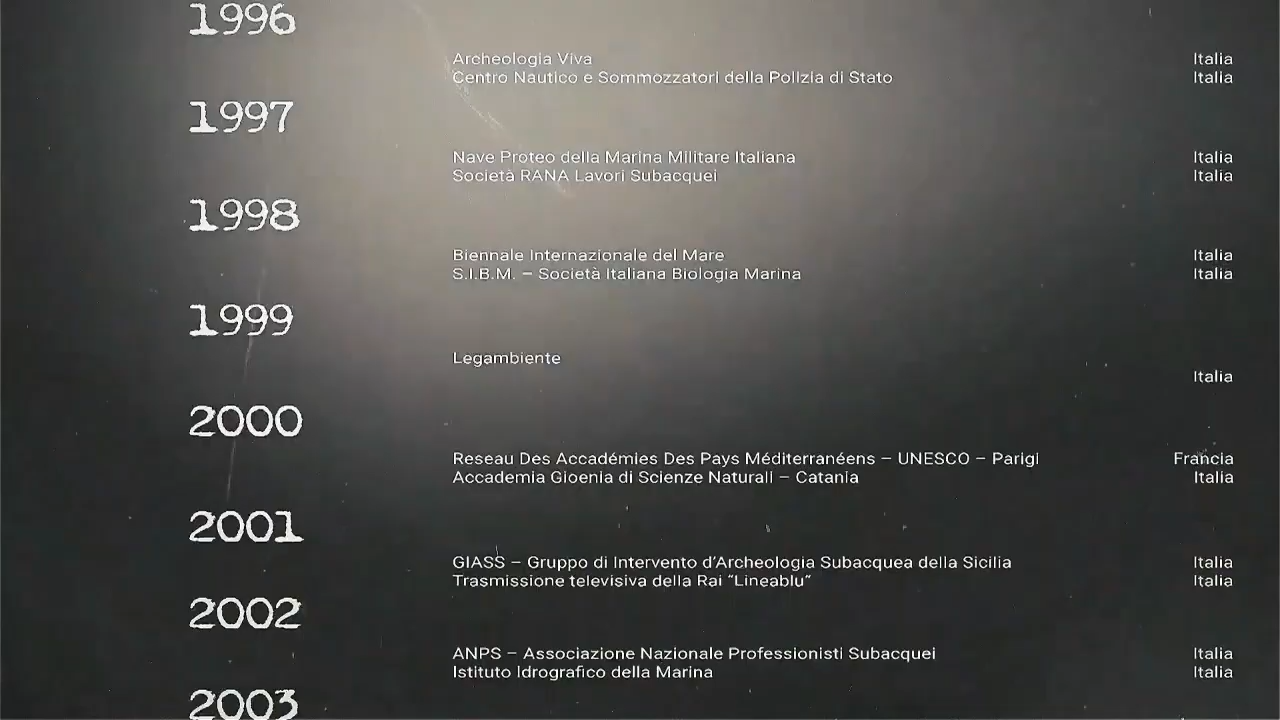 1996
Archeologia Viva Italia
Centro Nautico e Sommozzatori della Polizia di Stato Italia
1997
Nave Proteo della Marina Militare Italiana Italia
Società RANA Lavori Subacquei Italia
1998
Biennale Internazionale del Mare Italia
S.I.B.M. – Società Italiana Biologia Marina Italia
1999
Legambiente
Italia
2000
Reseau Des Accadémies Des Pays Méditerranéens – UNESCO – Parigi Francia
Accademia Gioenia di Scienze Naturali – Catania Italia
2001
GIASS – Gruppo di Intervento d'Archeologia Subacquea della Sicilia Italia
Trasmissione televisiva della Rai "Lineablu" Italia
2002
ANPS – Associazione Nazionale Professionisti Subacquei Italia
Istituto Idrografico della Marina Italia
2003